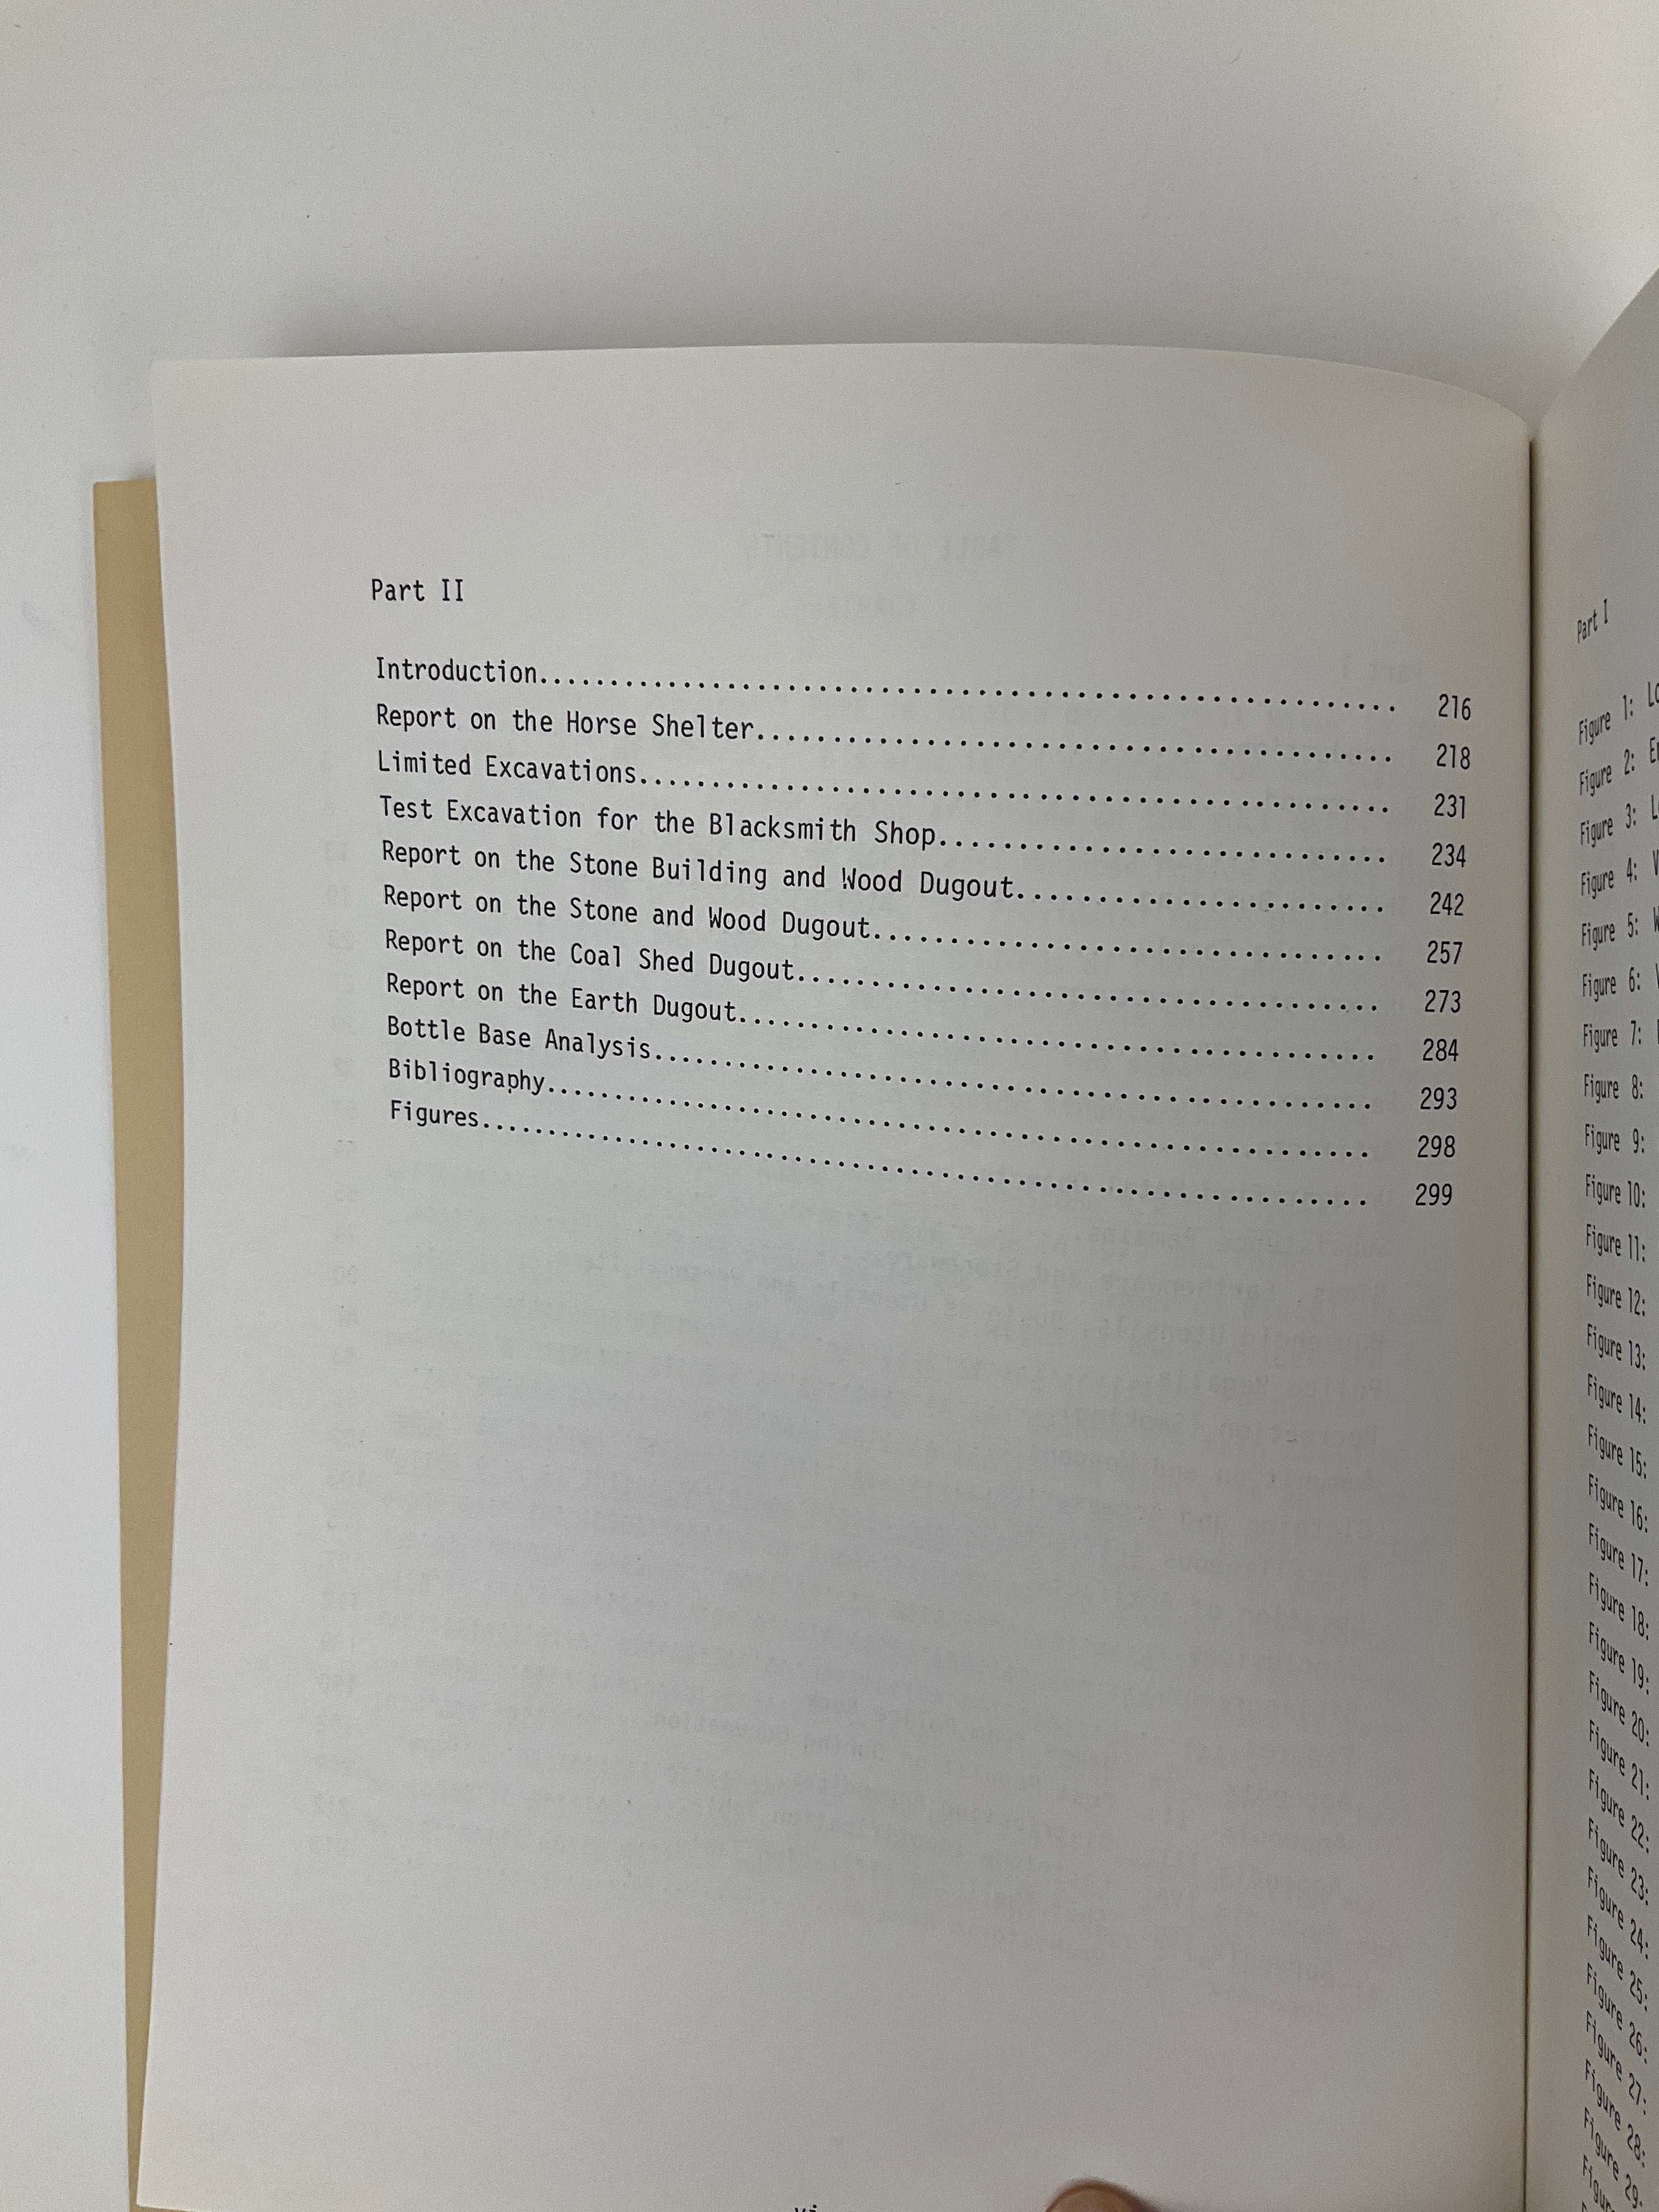 Part II
Introduction................................................................ 216
Report on the Horse Shelter................................................ 218
Limited Excavations......................................................... 231
Test Excavation for the Blacksmith Shop.................................. 234
Report on the Stone Building and Wood Dugout............................ 242
Report on the Stone and Wood Dugout...................................... 257
Report on the Coal Shed Dugout............................................ 273
Report on the Earth Dugout................................................ 284
Bottle Base Analysis....................................................... 293
Bibliography............................................................... 298
Figures.................................................................... 299
vi
Part I
Figure 1:
Figure 2:
Figure 3:
Figure 4:
Figure 5:
Figure 6:
Figure 7:
Figure 8:
Figure 9:
Figure 10:
Figure 11:
Figure 12:
Figure 13:
Figure 14:
Figure 15:
Figure 16:
Figure 17:
Figure 18:
Figure 19:
Figure 20:
Figure 21:
Figure 22:
Figure 23:
Figure 24:
Figure 25:
Figure 26:
Figure 27:
Figure 28:
Figure 29: